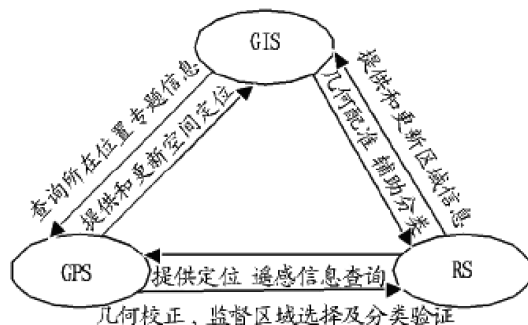 GIS
查询所在位置专题信息
提供和更新空间定位
几何配准 辅助分类
提供和更新区域信息
GPS
提供定位 遥感信息查询
RS
几何校正、监督区域选择及分类验证